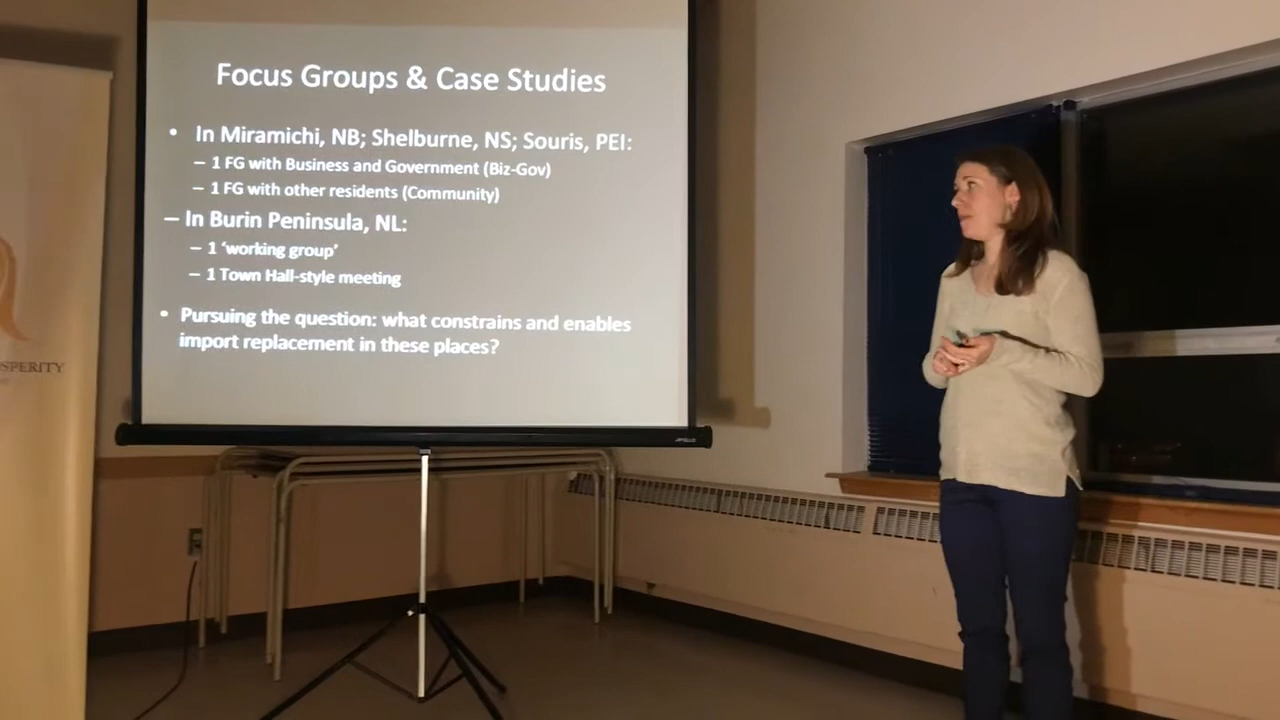 Focus Groups & Case Studies
• In Miramichi, NB; Shelburne, NS; Souris, PEI:
– 1 FG with Business and Government (Biz-Gov)
– 1 FG with other residents (Community)
– In Burin Peninsula, NL:
– 1 'working group'
– 1 Town Hall-style meeting
• Pursuing the question: what constrains and enables
import replacement in these places?
SPERITY
APOLLO